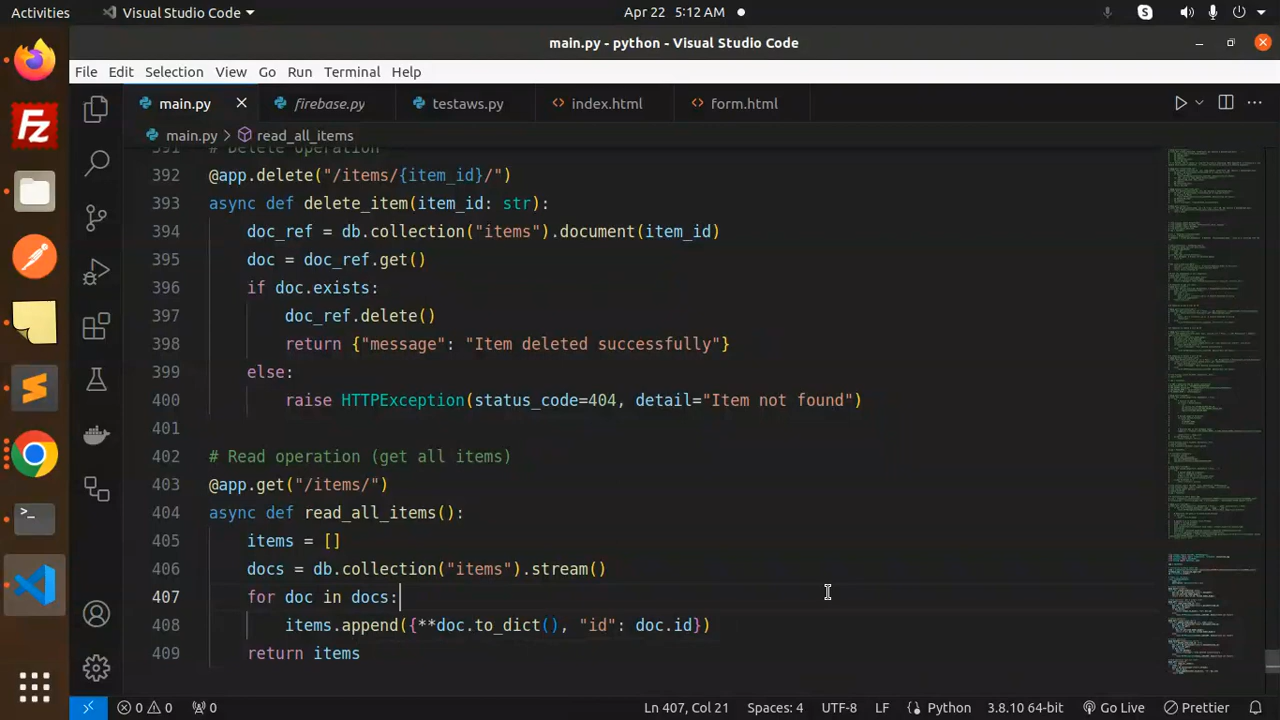 Activities
Visual Studio Code
Apr 22 5:12 AM
main.py - python - Visual Studio Code
File Edit Selection View Go Run Terminal Help
main.py
firebase.py
testaws.py
index.html
form.html
main.py > read_all_items
391 # Delete operation
392 @app.delete("/items/{item_id}/")
393 async def delete_item(item_id: str):
394 doc_ref = db.collection("items").document(item_id)
395 doc = doc_ref.get()
396 if doc.exists:
397 doc_ref.delete()
398 return {"message": "Item deleted successfully"}
399 else:
400 raise HTTPException(status_code=404, detail="Item not found")
401
402 # Read operation (get all items)
403 @app.get("/items/")
404 async def read_all_items():
405 items = []
406 docs = db.collection("items").stream()
407 for doc in docs:
408 items.append({**doc.to_dict(), "id": doc.id})
409 return items
0 0 0
Ln 407, Col 21
Spaces: 4
UTF-8
LF
Python
3.8.10 64-bit
Go Live
Prettier